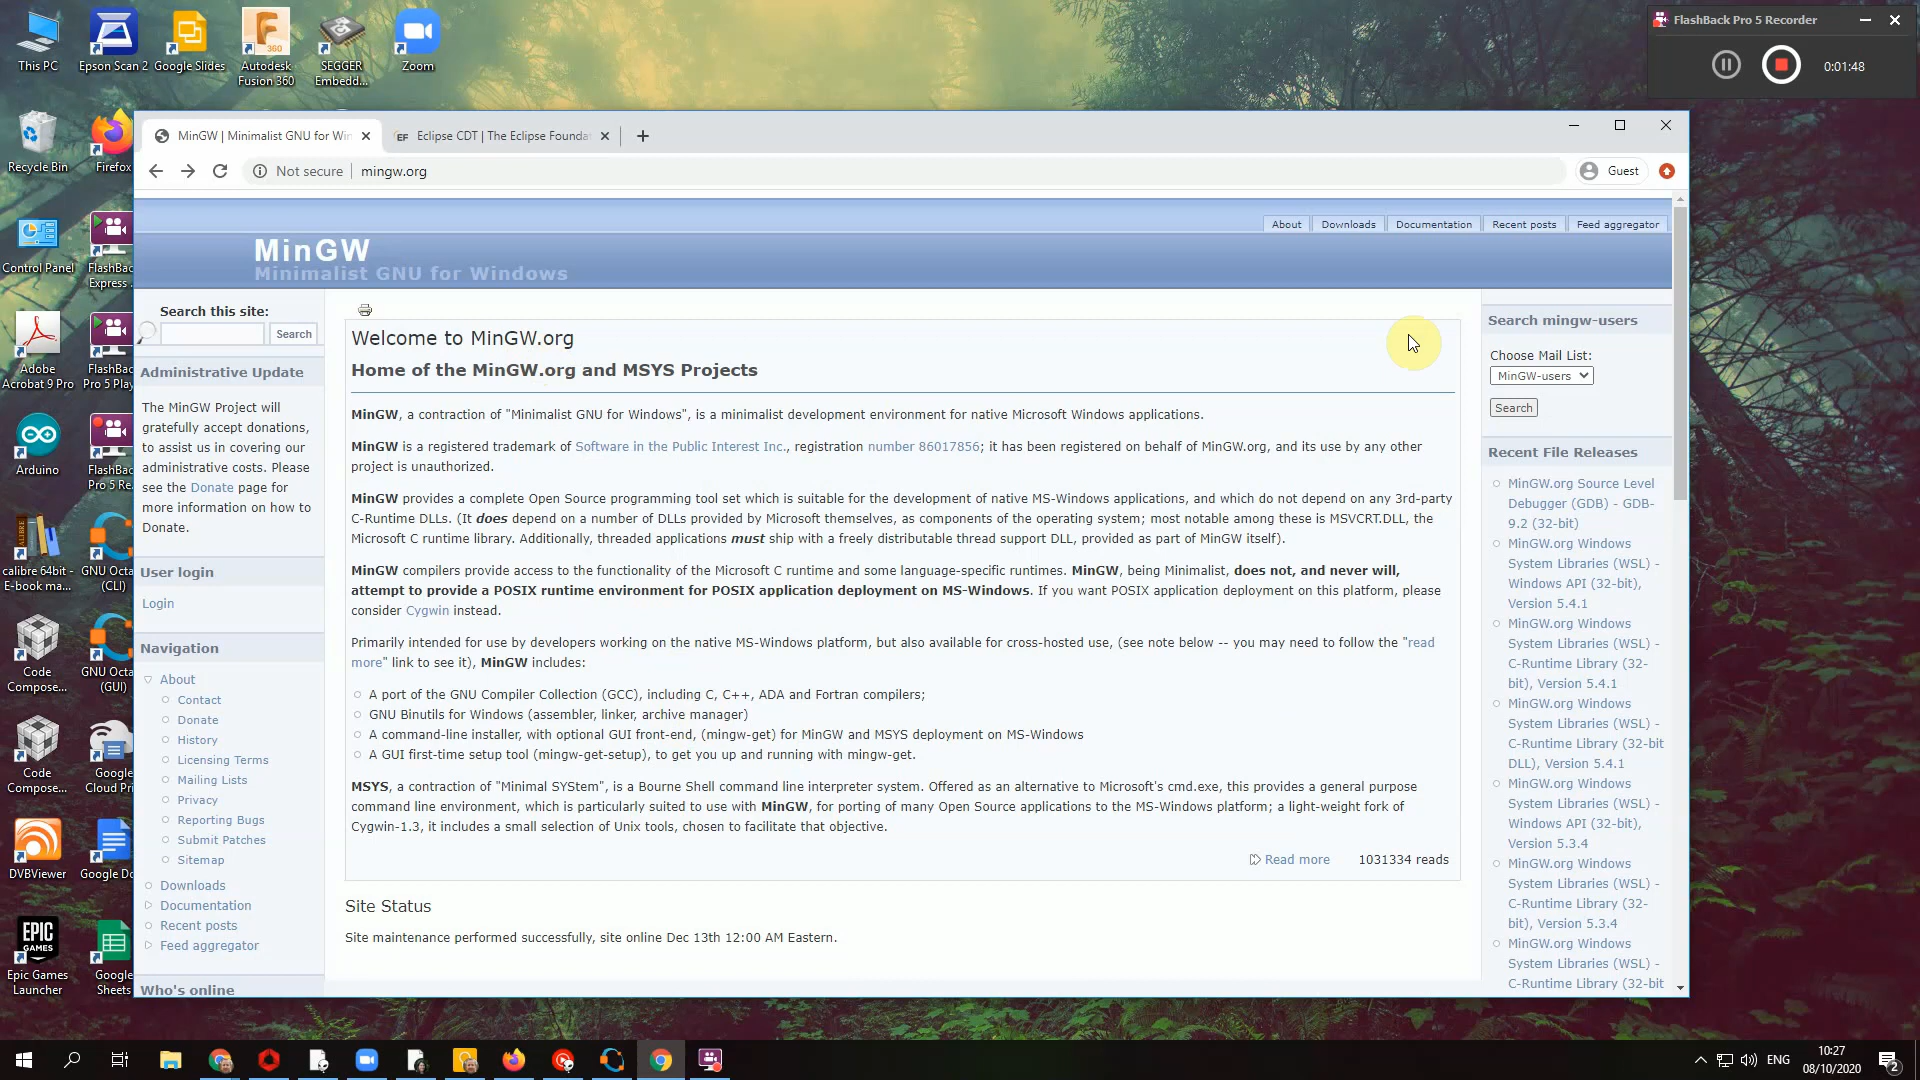 This PC
Epson Scan 2
Google Slides
Autodesk
Fusion 360
SEGGER
Embedd...
Zoom
FlashBack Pro 5 Recorder
0:01:48
Recycle Bin
Firefox
Control Panel
FlashBack
Express ..
Adobe
Acrobat 9 Pro
FlashBac
Pro 5 Play
Arduino
FlashBac
Pro 5 Re..
calibre 64bit -
E-book ma...
GNU Octa
(CLI)
Code
Compose...
GNU Octa
(GUI)
Code
Compose...
Google
Cloud Pri
DVBViewer
Google Do
EPIC
GAMES
Epic Games
Launcher
Google
Sheets
MinGW | Minimalist GNU for Win
EF Eclipse CDT | The Eclipse Founda
Not secure | mingw.org
Guest
About
Downloads
Documentation
Recent posts
Feed aggregator
MinGW
Minimalist GNU for Windows
Search this site:
Search
Administrative Update
The MinGW Project will
gratefully accept donations,
to assist us in covering our
administrative costs. Please
see the Donate page for
more information on how to
Donate.
User login
Login
Navigation
About
Contact
Donate
History
Licensing Terms
Mailing Lists
Privacy
Reporting Bugs
Submit Patches
Sitemap
Downloads
Documentation
Recent posts
Feed aggregator
Who's online
Welcome to MinGW.org
Home of the MinGW.org and MSYS Projects
MinGW, a contraction of "Minimalist GNU for Windows", is a minimalist development environment for native Microsoft Windows applications.
MinGW is a registered trademark of Software in the Public Interest Inc., registration number 86017856; it has been registered on behalf of MinGW.org, and its use by any other
project is unauthorized.
MinGW provides a complete Open Source programming tool set which is suitable for the development of native MS-Windows applications, and which do not depend on any 3rd-party
C-Runtime DLLs. (It does depend on a number of DLLs provided by Microsoft themselves, as components of the operating system; most notable among these is MSVCRT.DLL, the
Microsoft C runtime library. Additionally, threaded applications must ship with a freely distributable thread support DLL, provided as part of MinGW itself).
MinGW compilers provide access to the functionality of the Microsoft C runtime and some language-specific runtimes. MinGW, being Minimalist, does not, and never will,
attempt to provide a POSIX runtime environment for POSIX application deployment on MS-Windows. If you want POSIX application deployment on this platform, please
consider Cygwin instead.
Primarily intended for use by developers working on the native MS-Windows platform, but also available for cross-hosted use, (see note below -- you may need to follow the "read
more" link to see it), MinGW includes:
A port of the GNU Compiler Collection (GCC), including C, C++, ADA and Fortran compilers;
GNU Binutils for Windows (assembler, linker, archive manager)
A command-line installer, with optional GUI front-end, (mingw-get) for MinGW and MSYS deployment on MS-Windows
A GUI first-time setup tool (mingw-get-setup), to get you up and running with mingw-get.
MSYS, a contraction of "Minimal SYStem", is a Bourne Shell command line interpreter system. Offered as an alternative to Microsoft's cmd.exe, this provides a general purpose
command line environment, which is particularly suited to use with MinGW, for porting of many Open Source applications to the MS-Windows platform; a light-weight fork of
Cygwin-1.3, it includes a small selection of Unix tools, chosen to facilitate that objective.
Read more 1031334 reads
Site Status
Site maintenance performed successfully, site online Dec 13th 12:00 AM Eastern.
Search mingw-users
Choose Mail List:
MinGW-users
Search
Recent File Releases
MinGW.org Source Level
Debugger (GDB) - GDB-
9.2 (32-bit)
MinGW.org Windows
System Libraries (WSL) -
Windows API (32-bit),
Version 5.4.1
MinGW.org Windows
System Libraries (WSL) -
C-Runtime Library (32-
bit), Version 5.4.1
MinGW.org Windows
System Libraries (WSL) -
C-Runtime Library (32-bit
DLL), Version 5.4.1
MinGW.org Windows
System Libraries (WSL) -
Windows API (32-bit),
Version 5.3.4
MinGW.org Windows
System Libraries (WSL) -
C-Runtime Library (32-
bit), Version 5.3.4
MinGW.org Windows
System Libraries (WSL) -
C-Runtime Library (32-bit
ENG
10:27
08/10/2020
2